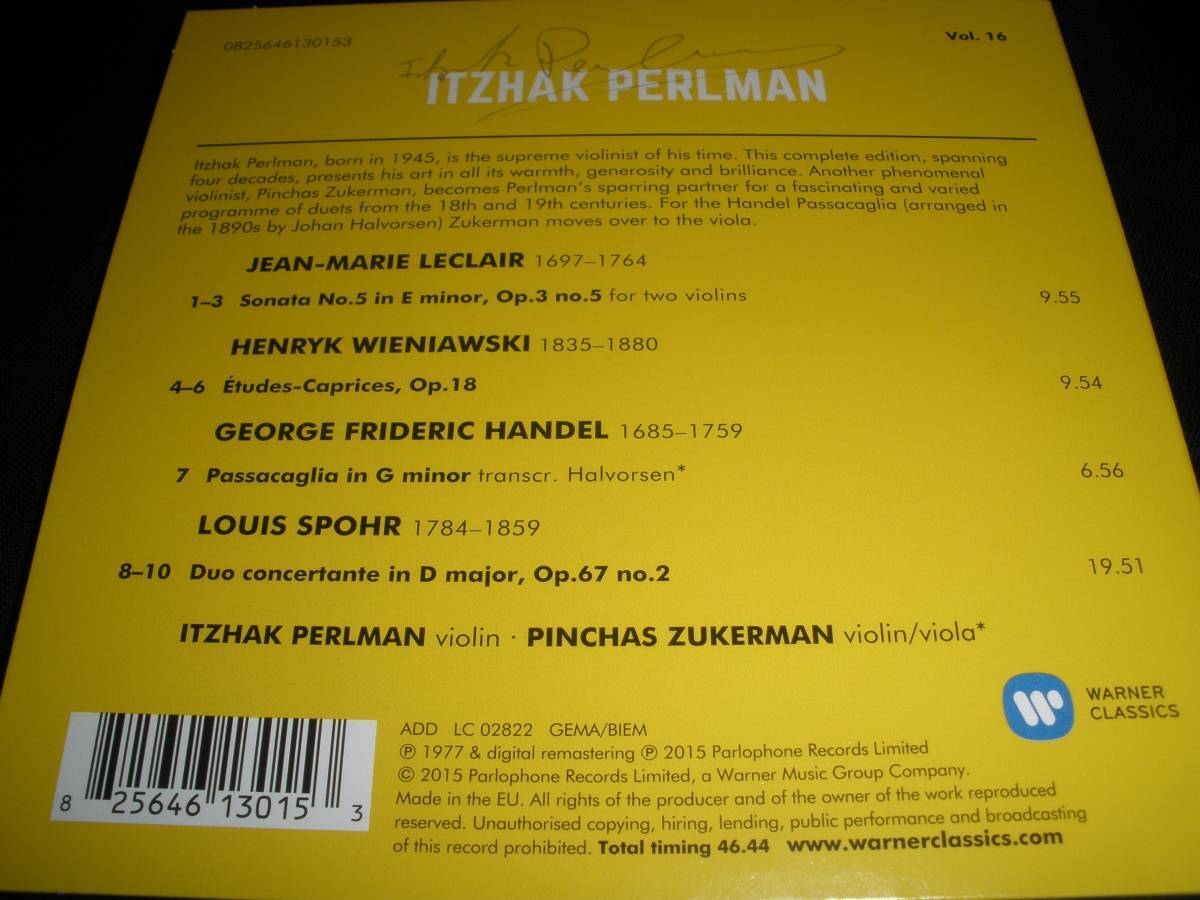 0825646130153
Vol. 16
Itzhak Perlman
ITZHAK PERLMAN
Itzhak Perlman, born in 1945, is the supreme violinist of his time. This complete edition, spanning
four decades, presents his art in all its warmth, generosity and brilliance. Another phenomenal
violinist, Pinchas Zukerman, becomes Perlman's sparring partner for a fascinating and varied
programme of duets from the 18th and 19th centuries. For the Handel Passacaglia (arranged in
the 1890s by Johan Halvorsen) Zukerman moves over to the viola.
JEAN-MARIE LECLAIR 1697–1764
1–3 Sonata No.5 in E minor, Op.3 no.5 for two violins 9.55
HENRYK WIENIAWSKI 1835–1880
4–6 Études-Caprices, Op.18 9.54
GEORGE FRIDERIC HANDEL 1685–1759
7 Passacaglia in G minor transcr. Halvorsen* 6.56
LOUIS SPOHR 1784–1859
8–10 Duo concertante in D major, Op.67 no.2 19.51
ITZHAK PERLMAN violin · PINCHAS ZUKERMAN violin/viola*
WARNER
CLASSICS
ADD LC 02822 GEMA/BIEM
℗ 1977 & digital remastering ℗ 2015 Parlophone Records Limited
© 2015 Parlophone Records Limited, a Warner Music Group Company.
Made in the EU. All rights of the producer and of the owner of the work reproduced
reserved. Unauthorised copying, hiring, lending, public performance and broadcasting
of this record prohibited. Total timing 46.44 www.warnerclassics.com
8 25646 13015 3